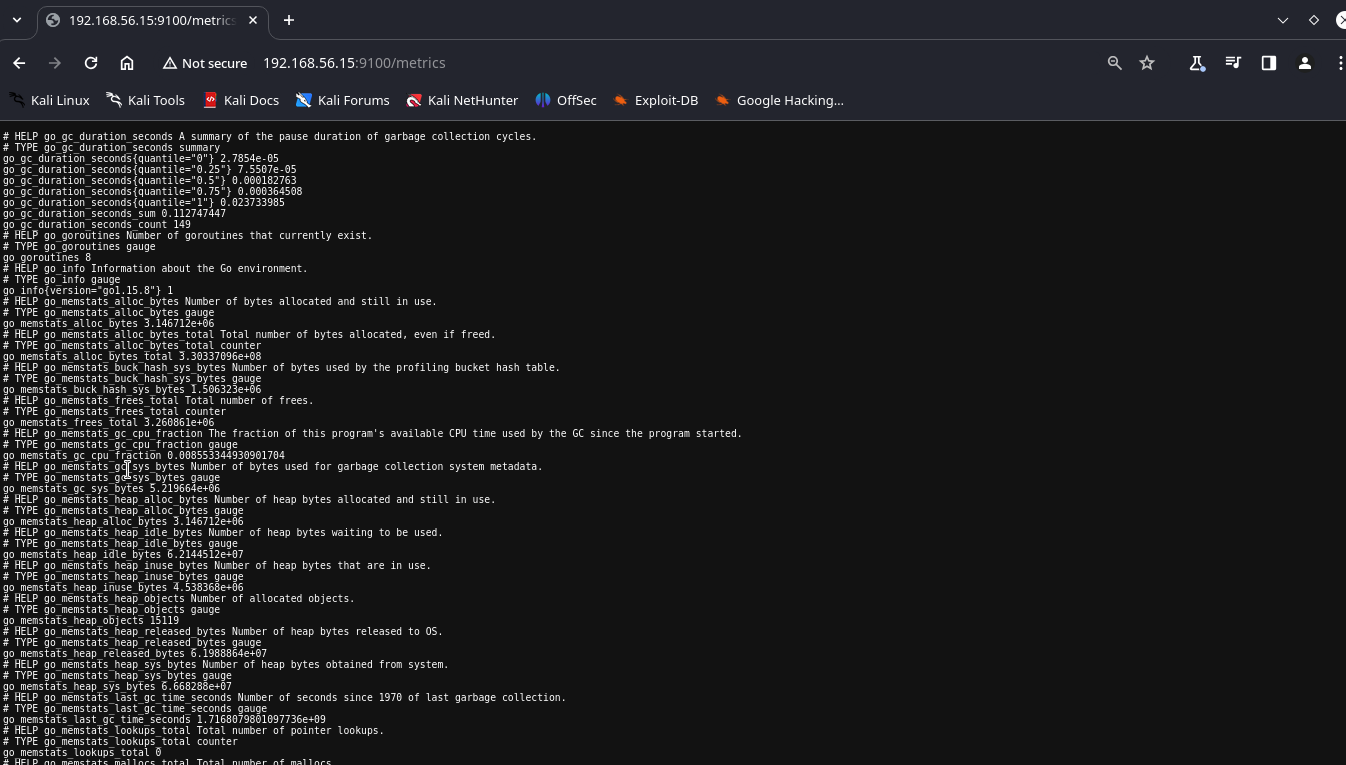 192.168.56.15:9100/metrics
Not secure 192.168.56.15:9100/metrics
Kali Linux Kali Tools Kali Docs Kali Forums Kali NetHunter OffSec Exploit-DB Google Hacking...
# HELP go_gc_duration_seconds A summary of the pause duration of garbage collection cycles.
# TYPE go_gc_duration_seconds summary
go_gc_duration_seconds{quantile="0"} 2.7854e-05
go_gc_duration_seconds{quantile="0.25"} 7.5507e-05
go_gc_duration_seconds{quantile="0.5"} 0.000182763
go_gc_duration_seconds{quantile="0.75"} 0.000364508
go_gc_duration_seconds{quantile="1"} 0.023733985
go_gc_duration_seconds_sum 0.112747447
go_gc_duration_seconds_count 149
# HELP go_goroutines Number of goroutines that currently exist.
# TYPE go_goroutines gauge
go_goroutines 8
# HELP go_info Information about the Go environment.
# TYPE go_info gauge
go_info{version="go1.15.8"} 1
# HELP go_memstats_alloc_bytes Number of bytes allocated and still in use.
# TYPE go_memstats_alloc_bytes gauge
go_memstats_alloc_bytes 3.146712e+06
# HELP go_memstats_alloc_bytes_total Total number of bytes allocated, even if freed.
# TYPE go_memstats_alloc_bytes_total counter
go_memstats_alloc_bytes_total 3.30337096e+08
# HELP go_memstats_buck_hash_sys_bytes Number of bytes used by the profiling bucket hash table.
# TYPE go_memstats_buck_hash_sys_bytes gauge
go_memstats_buck_hash_sys_bytes 1.506323e+06
# HELP go_memstats_frees_total Total number of frees.
# TYPE go_memstats_frees_total counter
go_memstats_frees_total 3.260861e+06
# HELP go_memstats_gc_cpu_fraction The fraction of this program's available CPU time used by the GC since the program started.
# TYPE go_memstats_gc_cpu_fraction gauge
go_memstats_gc_cpu_fraction 0.008553344930901704
# HELP go_memstats_gc_sys_bytes Number of bytes used for garbage collection system metadata.
# TYPE go_memstats_gc_sys_bytes gauge
go_memstats_gc_sys_bytes 5.219664e+06
# HELP go_memstats_heap_alloc_bytes Number of heap bytes allocated and still in use.
# TYPE go_memstats_heap_alloc_bytes gauge
go_memstats_heap_alloc_bytes 3.146712e+06
# HELP go_memstats_heap_idle_bytes Number of heap bytes waiting to be used.
# TYPE go_memstats_heap_idle_bytes gauge
go_memstats_heap_idle_bytes 6.2144512e+07
# HELP go_memstats_heap_inuse_bytes Number of heap bytes that are in use.
# TYPE go_memstats_heap_inuse_bytes gauge
go_memstats_heap_inuse_bytes 4.538368e+06
# HELP go_memstats_heap_objects Number of allocated objects.
# TYPE go_memstats_heap_objects gauge
go_memstats_heap_objects 15119
# HELP go_memstats_heap_released_bytes Number of heap bytes released to OS.
# TYPE go_memstats_heap_released_bytes gauge
go_memstats_heap_released_bytes 6.1988864e+07
# HELP go_memstats_heap_sys_bytes Number of heap bytes obtained from system.
# TYPE go_memstats_heap_sys_bytes gauge
go_memstats_heap_sys_bytes 6.668288e+07
# HELP go_memstats_last_gc_time_seconds Number of seconds since 1970 of last garbage collection.
# TYPE go_memstats_last_gc_time_seconds gauge
go_memstats_last_gc_time_seconds 1.7168079801097736e+09
# HELP go_memstats_lookups_total Total number of pointer lookups.
# TYPE go_memstats_lookups_total counter
go_memstats_lookups_total 0
# HELP go_memstats_mallocs_total Total number of mallocs